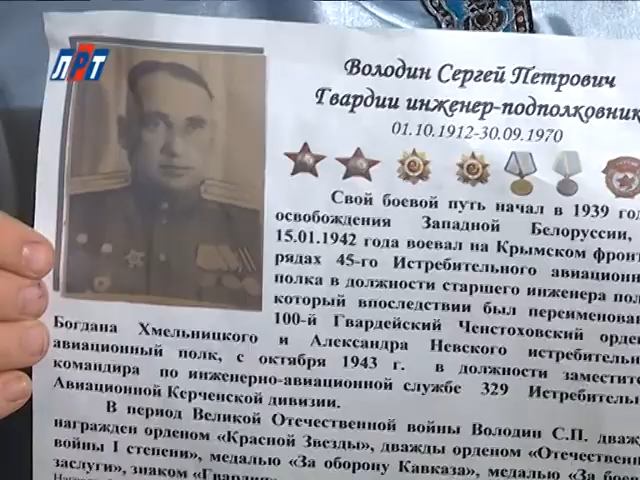 ЛРТ
Володин Сергей Петрович
Гвардии инженер-подполковник
01.10.1912-30.09.1970
Свой боевой путь начал в 1939 год
освобождения Западной Белоруссии,
15.01.1942 года воевал на Крымском фронт
рядах 45-го Истребительного авиационн
полка в должности старшего инженера пол
который впоследствии был переименован
100-й Гвардейский Ченстоховский орде
Богдана Хмельницкого и Александра Невского истребительн
авиационный полк, с октября 1943 г. в должности заместит
командира по инженерно-авиационной службе 329 Истребитель
Авиационной Керченской дивизии.
В период Великой Отечественной войны Володин С.П. дваж
награжден орденом «Красной Звезды», дважды орденом «Отечествен
войны I степени», медалью «За оборону Кавказа», медалью «За боев
заслуги», знаком «Гвардия»